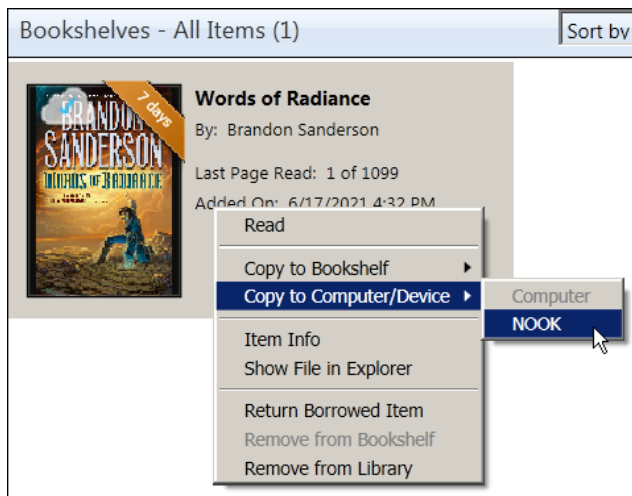 Bookshelves - All Items (1)
Sort by
7 days
BRANDON
SANDERSON
WORDS OF RADIANCE
Words of Radiance
By: Brandon Sanderson
Last Page Read: 1 of 1099
Added On: 6/17/2021 4:32 PM
Read
Copy to Bookshelf
Copy to Computer/Device
Computer
NOOK
Item Info
Show File in Explorer
Return Borrowed Item
Remove from Bookshelf
Remove from Library